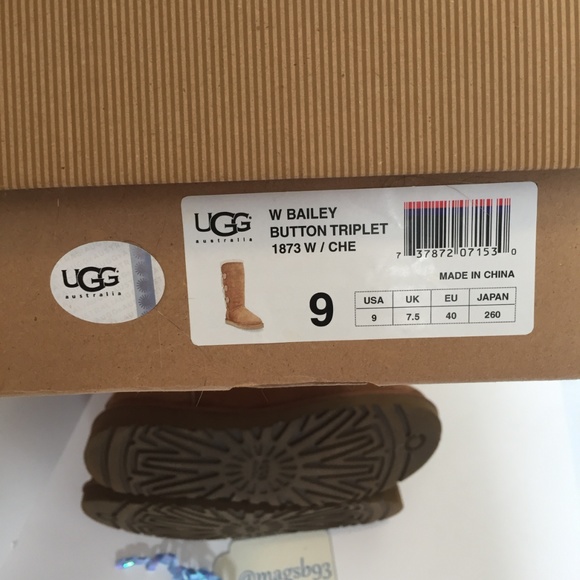 UGG
australia
W BAILEY
BUTTON TRIPLET
1873 W / CHE
7 37872 07153 0
MADE IN CHINA
9
USA UK EU JAPAN
9 7.5 40 260
UGG
australia
@magsb93